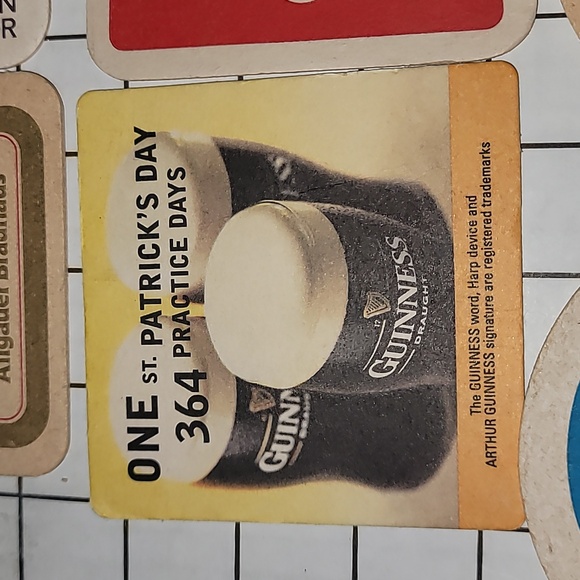 ONE ST. PATRICK'S DAY
364 PRACTICE DAYS
GUINNESS
DRAUGHT
GUINN
The GUINNESS word, Harp device and
ARTHUR GUINNESS signature are registered trademarks
Allgäuer Brauhaus
N
R